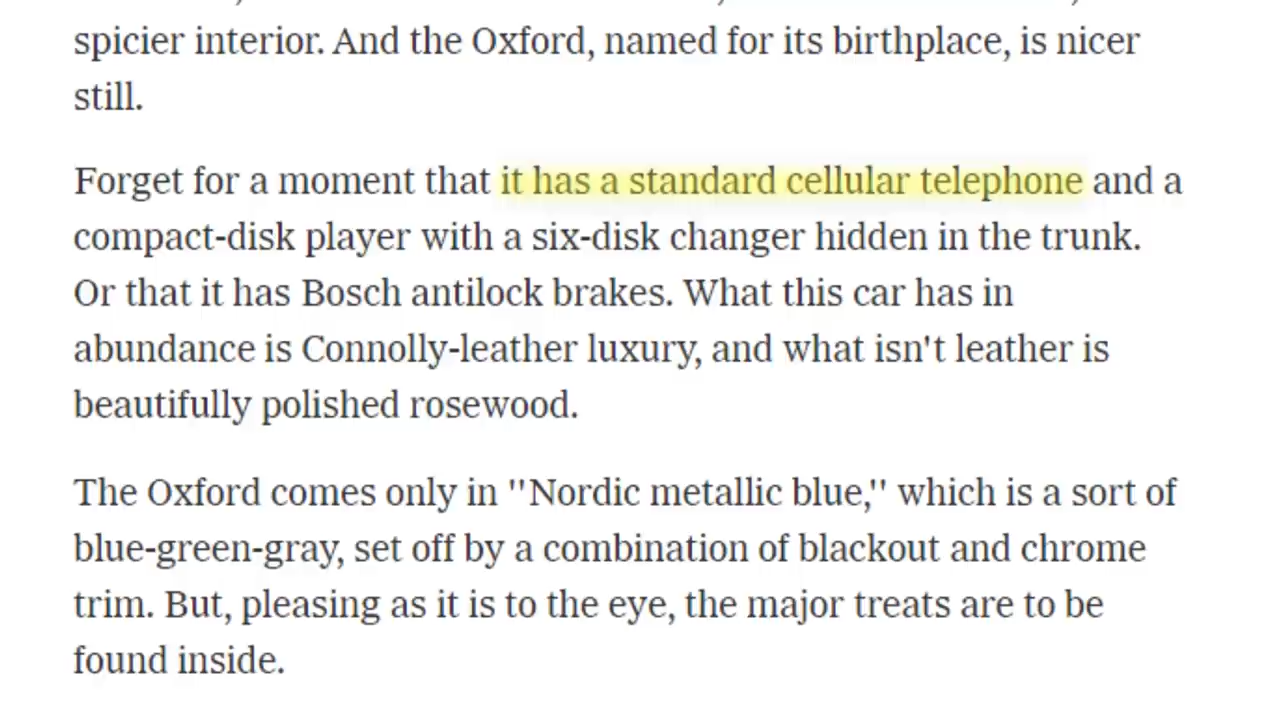 spicier interior. And the Oxford, named for its birthplace, is nicer
still.
Forget for a moment that it has a standard cellular telephone and a
compact-disk player with a six-disk changer hidden in the trunk.
Or that it has Bosch antilock brakes. What this car has in
abundance is Connolly-leather luxury, and what isn't leather is
beautifully polished rosewood.
The Oxford comes only in ''Nordic metallic blue,'' which is a sort of
blue-green-gray, set off by a combination of blackout and chrome
trim. But, pleasing as it is to the eye, the major treats are to be
found inside.